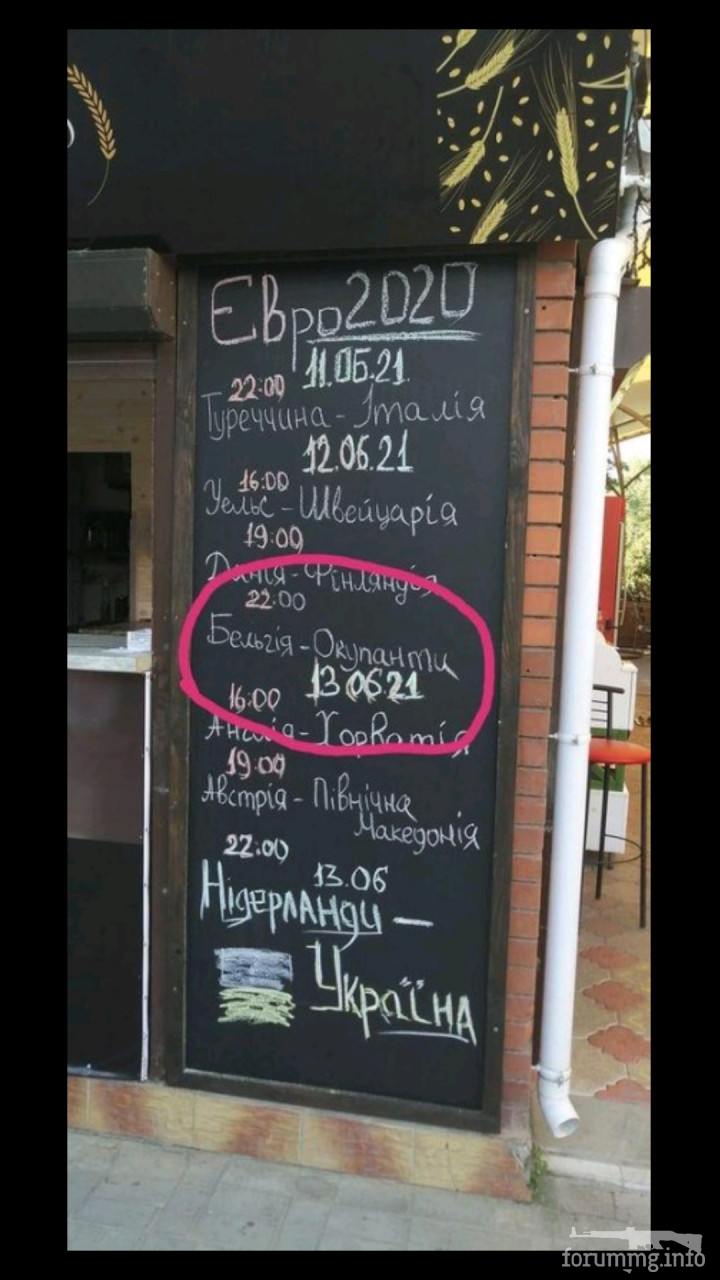 Евро2020
11.06.21.
22:00
Туреччина - Італія
12.06.21
16:00
Уельс - Швейцарія
19:00
Данія - Фінляндія
22:00
Бельгія - Окупанти
13 06 21
16:00
Англія - Хорватія
19:00
Австрія - Північна
Македонія
22:00
13.06
Нідерланди —
Україна
forummg.info